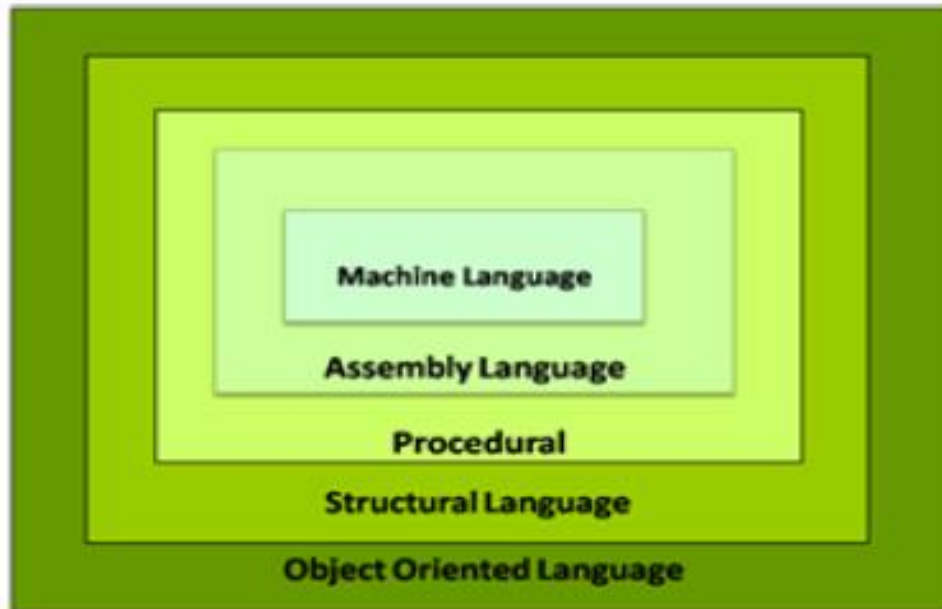 Machine Language
Assembly Language
Procedural
Structural Language
Object Oriented Language